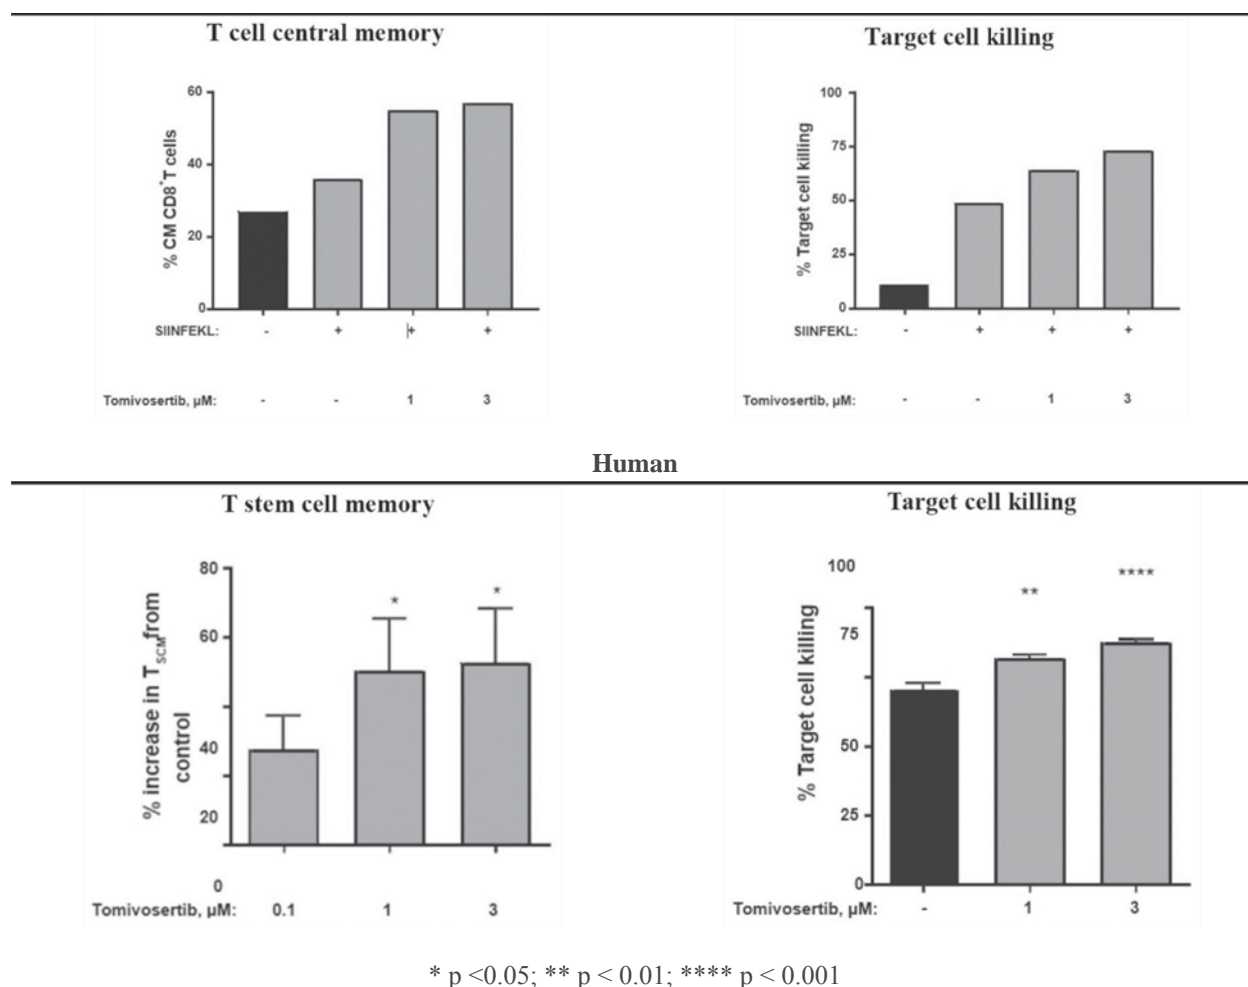 T cell central memory
Target cell killing
% CM CD8+T cells
60
40
20
0
SIINFEKL: - + + +
Tomivosertib, µM: - - 1 3
% Target cell killing
100
75
50
25
0
SIINFEKL: - + + +
Tomivosertib, µM: - - 1 3
Human
T stem cell memory
Target cell killing
% increase in TSCM from
control
80
60
40
20
0
* *
Tomivosertib, µM: 0.1 1 3
% Target cell killing
100
75
50
25
0
** ****
Tomivosertib, µM: - 1 3
* p <0.05; ** p < 0.01; **** p < 0.001